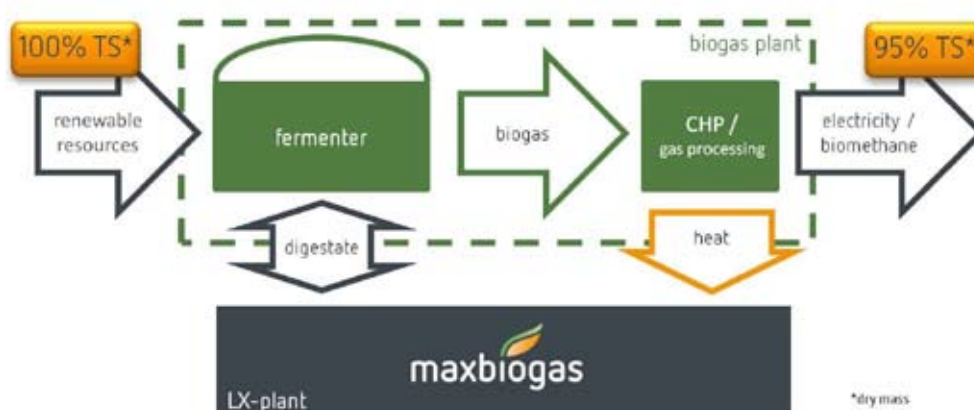 100% TS*
renewable
resources
fermenter
digestate
biogas
biogas plant
CHP /
gas processing
heat
95% TS*
electricity /
biomethane
maxbiogas
LX-plant
*dry mass